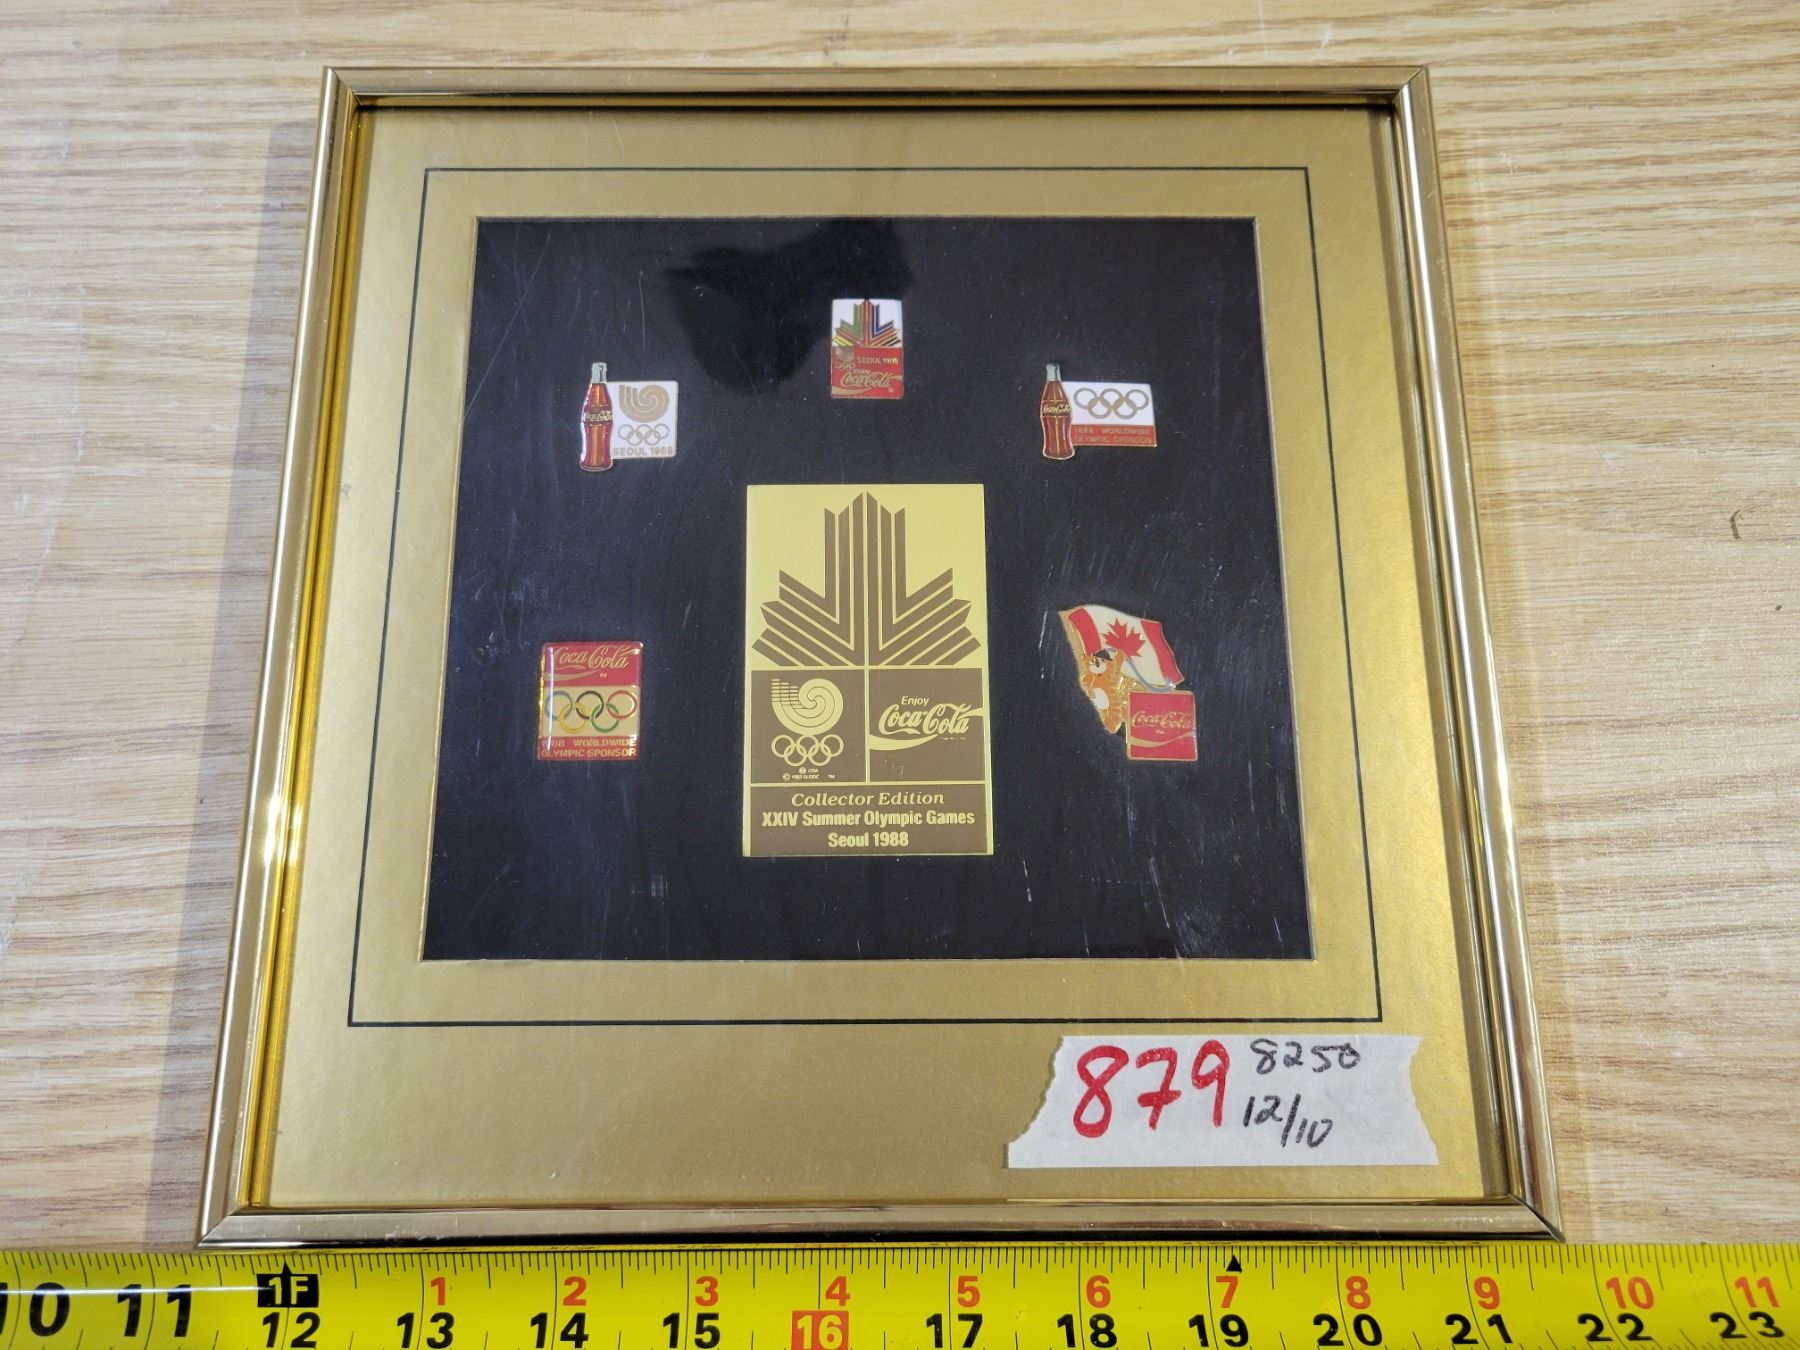 SEOUL 1988
Enjoy
Coca-Cola
Coca-Cola
SEOUL 1988
Coca-Cola
1988 WORLDWIDE
OLYMPIC SPONSOR
Coca-Cola
1988 WORLDWIDE
OLYMPIC SPONSOR
Enjoy
Coca-Cola
Collector Edition
XXIV Summer Olympic Games
Seoul 1988
Coca-Cola
879 8250
12/10
1F 1 2 3 4 5 6 7 8 9 10 11
10 11 12 13 14 15 16 17 18 19 20 21 22 23